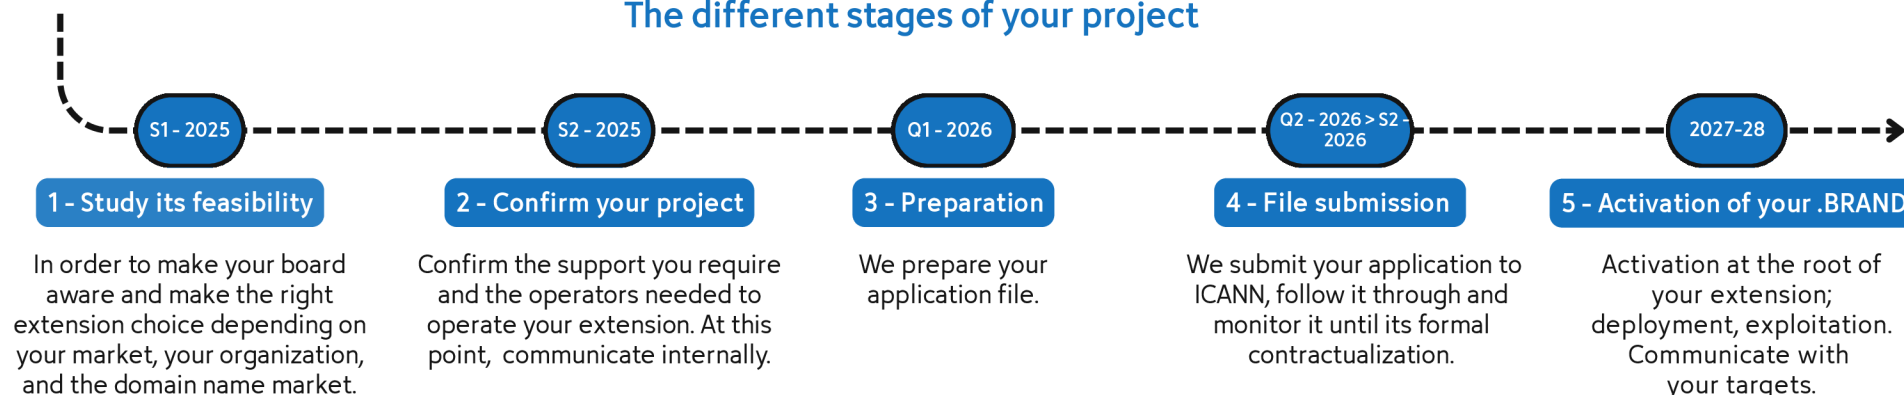 The different stages of your project
S1 - 2025
1 - Study its feasibility
In order to make your board
aware and make the right
extension choice depending on
your market, your organization,
and the domain name market.
S2 - 2025
2 - Confirm your project
Confirm the support you require
and the operators needed to
operate your extension. At this
point,  communicate internally.
Q1 - 2026
3 - Preparation
We prepare your
application file.
Q2 - 2026 > S2 -
2026
4 - File submission
We submit your application to
ICANN, follow it through and
monitor it until its formal
contractualization.
2027-28
5 - Activation of your .BRAND
Activation at the root of
your extension;
deployment, exploitation.
Communicate with
your targets.